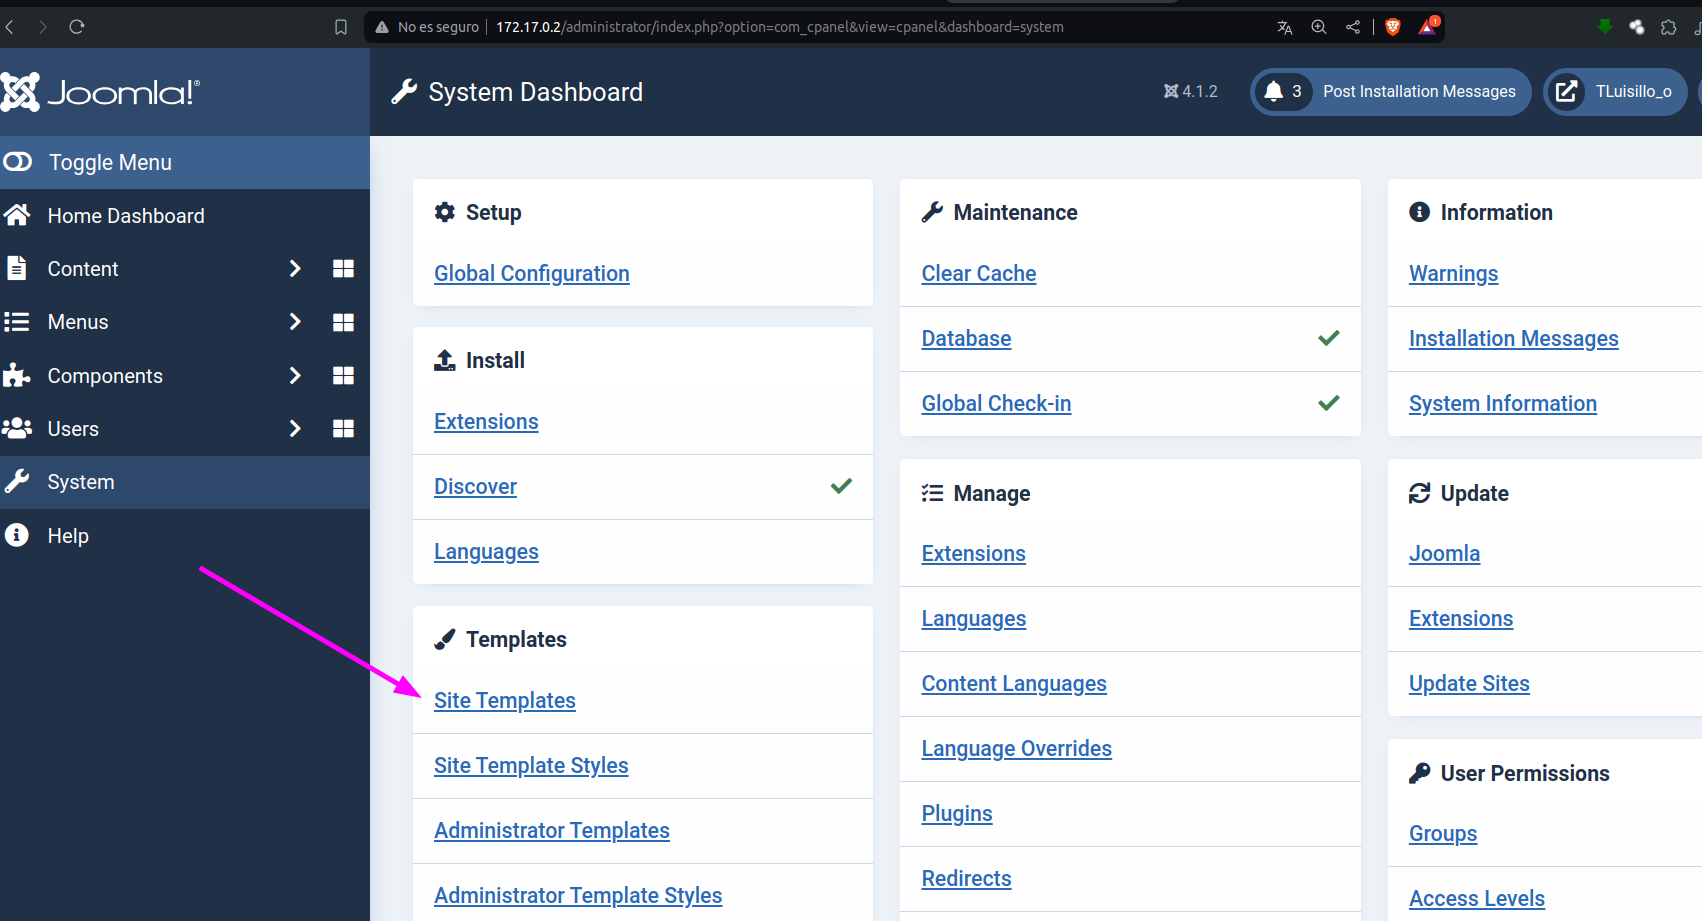 No es seguro
172.17.0.2/administrator/index.php?option=com_cpanel&view=cpanel&dashboard=system
1
Joomla!®
System Dashboard
4.1.2
3
Post Installation Messages
TLuisillo_o
Toggle Menu
Home Dashboard
Content
Menus
Components
Users
System
Help
Setup
Global Configuration
Install
Extensions
Discover
Languages
Templates
Site Templates
Site Template Styles
Administrator Templates
Administrator Template Styles
Maintenance
Clear Cache
Database
Global Check-in
Manage
Extensions
Languages
Content Languages
Language Overrides
Plugins
Redirects
Information
Warnings
Installation Messages
System Information
Update
Joomla
Extensions
Update Sites
User Permissions
Groups
Access Levels